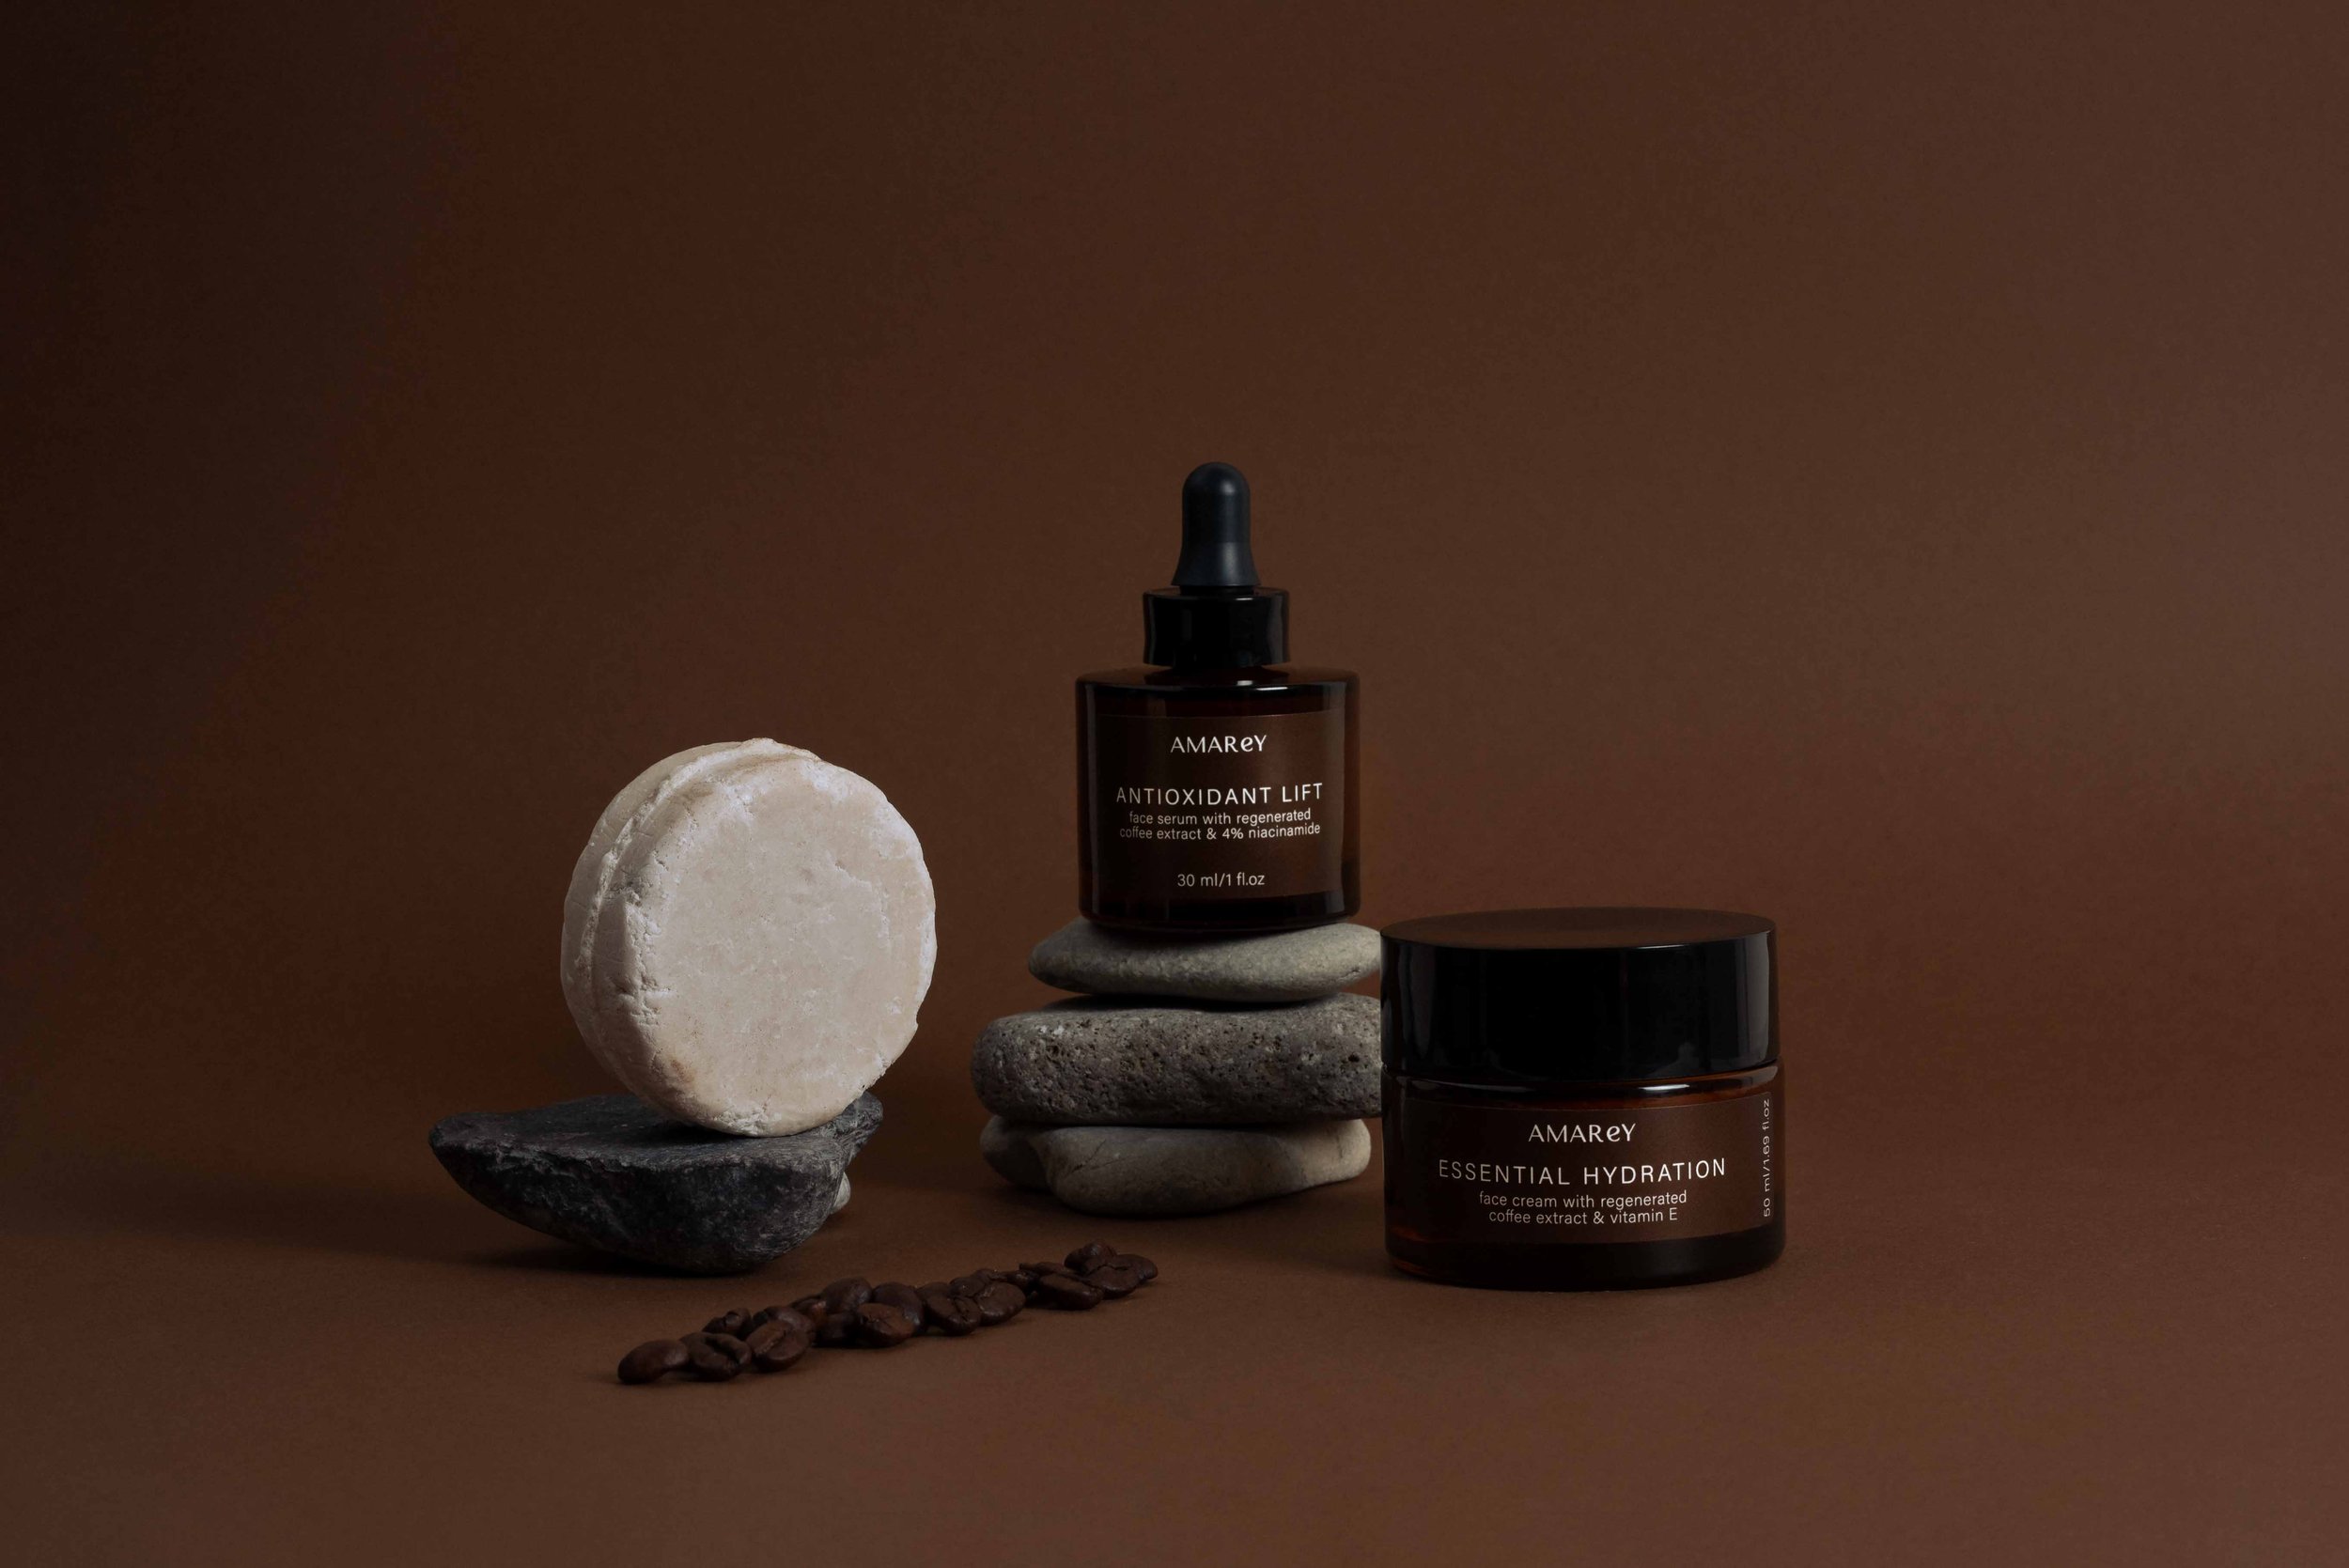 AMAReY
ANTIOXIDANT LIFT
face serum with regenerated
coffee extract & 4% niacinamide
30 ml/1 fl.oz
AMAReY
ESSENTIAL HYDRATION
face cream with regenerated
coffee extract & vitamin E
50 ml/1.69 fl.oz